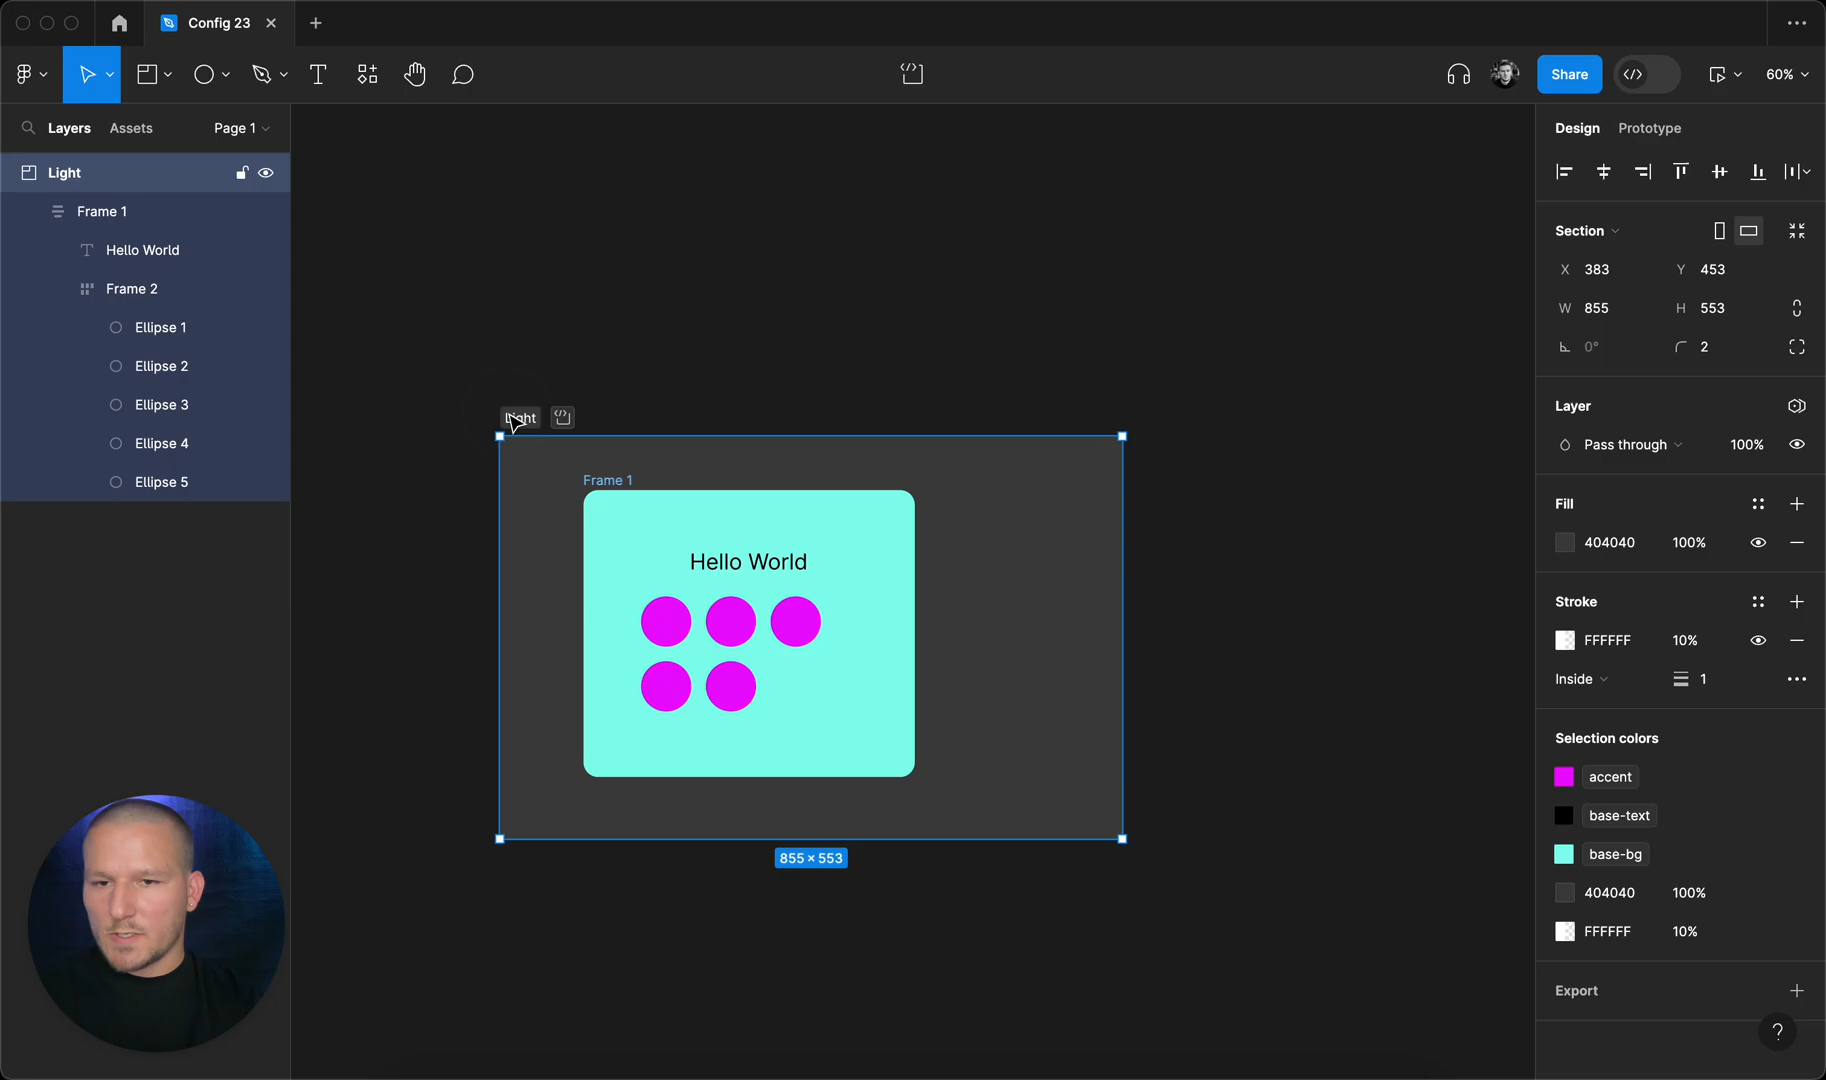 Config 23
Share
60%
Layers
Assets
Page 1
Design
Prototype
Light
Frame 1
Hello World
Frame 2
Ellipse 1
Ellipse 2
Ellipse 3
Ellipse 4
Ellipse 5
Light
Frame 1
Hello World
855 × 553
Section
X 383
Y 453
W 855
H 553
0°
2
Layer
Pass through
100%
Fill
404040
100%
Stroke
FFFFFF
10%
Inside
1
Selection colors
accent
base-text
base-bg
404040
100%
FFFFFF
10%
Export
?